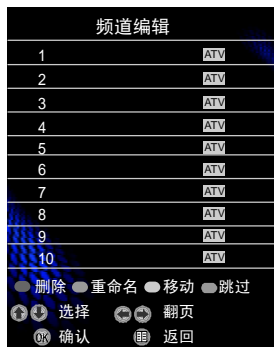 频道编辑
1 ATV
2 ATV
3 ATV
4 ATV
5 ATV
6 ATV
7 ATV
8 ATV
9 ATV
10 ATV
删除 重命名 移动 跳过
选择 翻页
OK 确认 返回